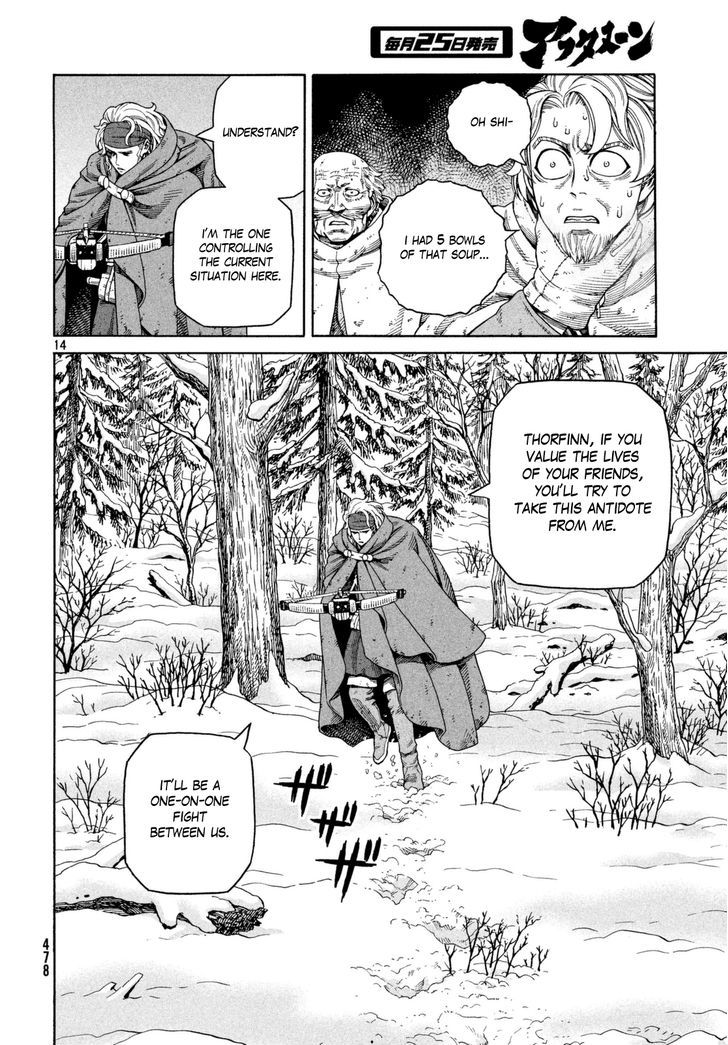 毎月25日発売
アフタヌーン
OH SHI-
I HAD 5 BOWLS
OF THAT SOUP...
UNDERSTAND?
I'M THE ONE
CONTROLLING
THE CURRENT
SITUATION HERE.
14
THORFINN, IF YOU
VALUE THE LIVES
OF YOUR FRIENDS,
YOU'LL TRY TO
TAKE THIS ANTIDOTE
FROM ME.
ザ
ザ
ザ
IT'LL BE A
ONE-ON-ONE
FIGHT
BETWEEN US.
478